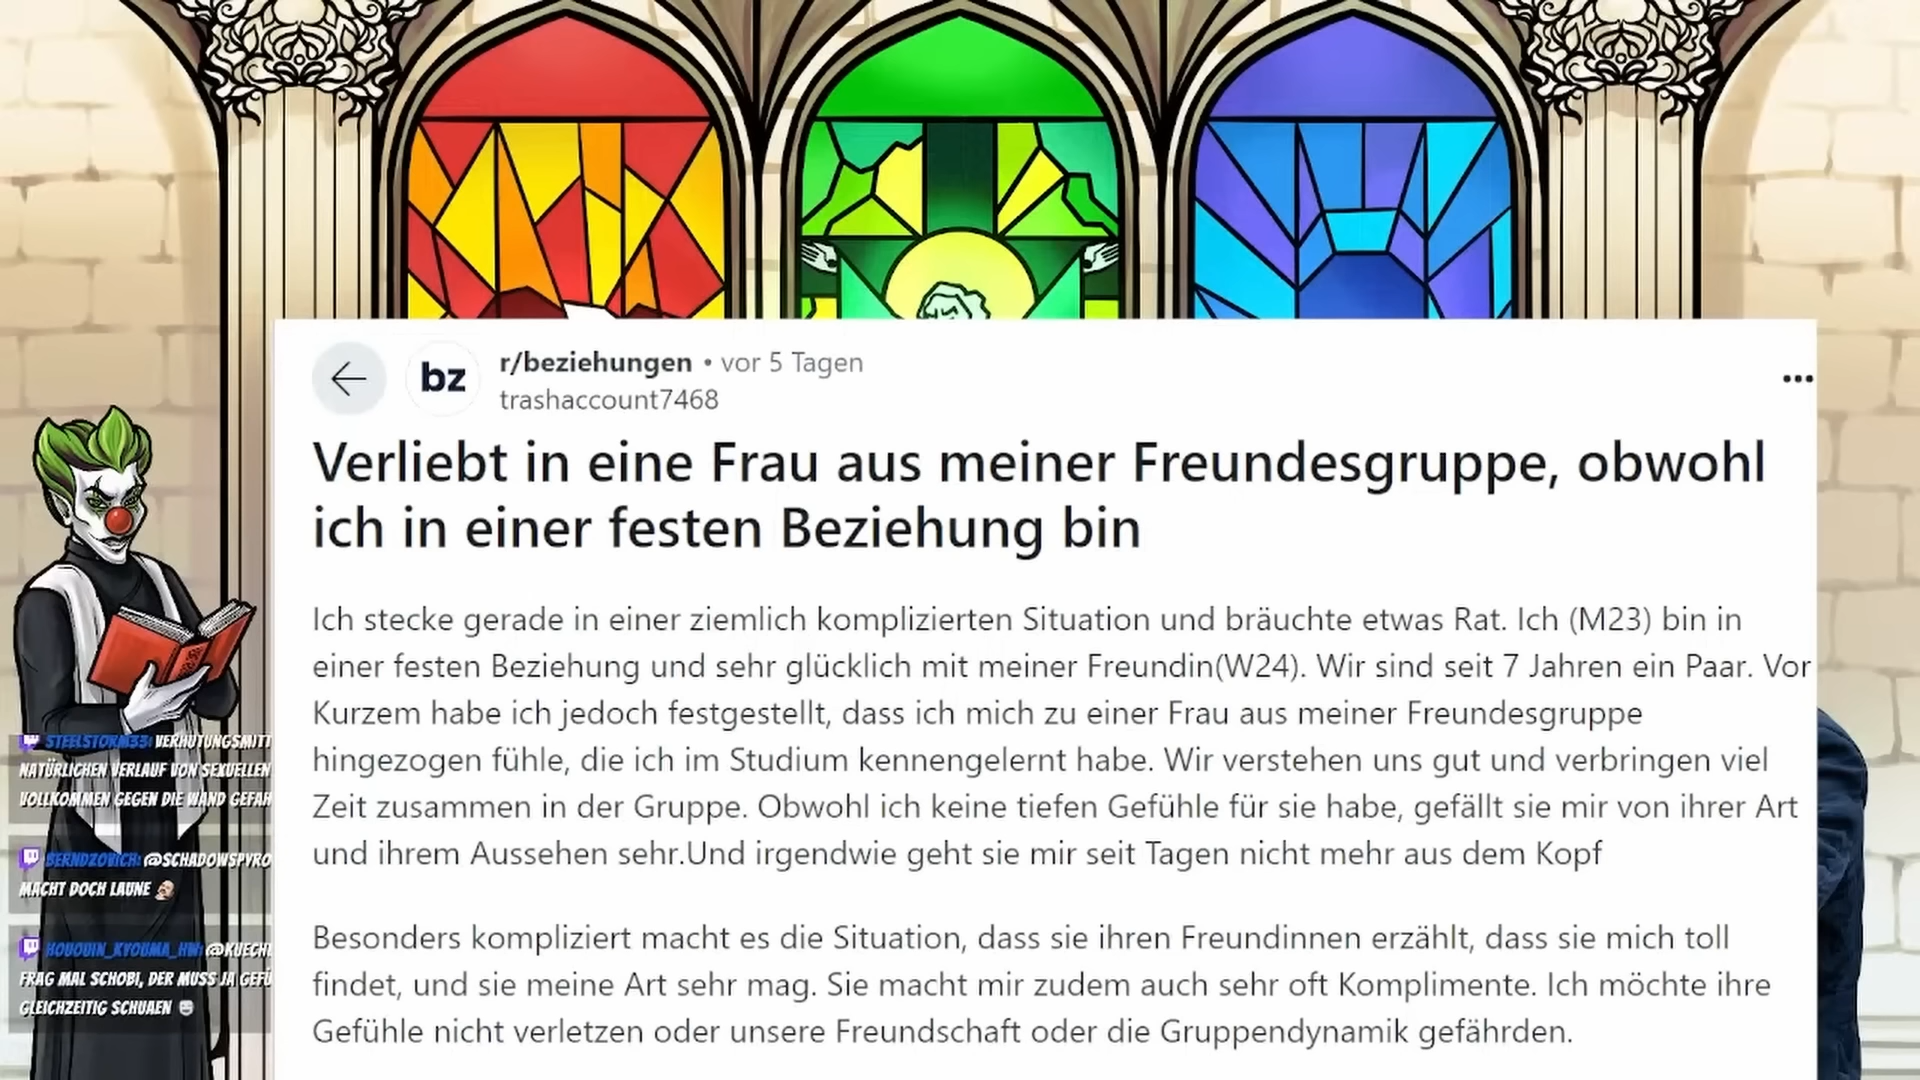 bz
r/beziehungen • vor 5 Tagen
trashaccount7468
Verliebt in eine Frau aus meiner Freundesgruppe, obwohl
ich in einer festen Beziehung bin
Ich stecke gerade in einer ziemlich komplizierten Situation und bräuchte etwas Rat. Ich (M23) bin in
einer festen Beziehung und sehr glücklich mit meiner Freundin(W24). Wir sind seit 7 Jahren ein Paar. Vor
Kurzem habe ich jedoch festgestellt, dass ich mich zu einer Frau aus meiner Freundesgruppe
hingezogen fühle, die ich im Studium kennengelernt habe. Wir verstehen uns gut und verbringen viel
Zeit zusammen in der Gruppe. Obwohl ich keine tiefen Gefühle für sie habe, gefällt sie mir von ihrer Art
und ihrem Aussehen sehr.Und irgendwie geht sie mir seit Tagen nicht mehr aus dem Kopf
Besonders kompliziert macht es die Situation, dass sie ihren Freundinnen erzählt, dass sie mich toll
findet, und sie meine Art sehr mag. Sie macht mir zudem auch sehr oft Komplimente. Ich möchte ihre
Gefühle nicht verletzen oder unsere Freundschaft oder die Gruppendynamik gefährden.
STEELSTORM33: VERHÜTUNGSMITT
NATÜRLICHEN VERLAUF VON SEXUELLEN
VOLLKOMMEN GEGEN DIE WAND GEFAH
BERNDZOVICH: @SCHADOWSPYRO
MACHT DOCH LAUNE
HOUOUIN_KYOUMA_HW: @KUECH
FRAG MAL SCHOBI, DER MUSS JA GEFÜ
GLEICHZEITIG SCHUAEN